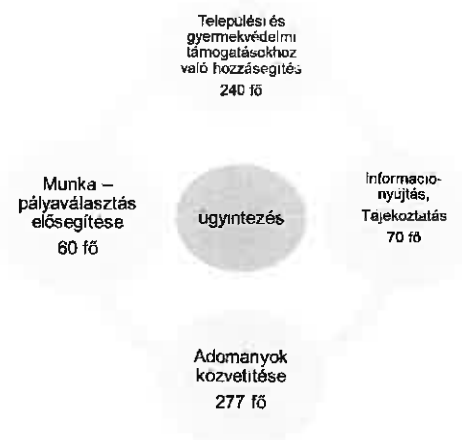 Települési és
gyermekvédelmi
támogatásokhoz
való hozzásegítés
240 fő
Munka –
pályaválasztás
elősegítése
60 fő
ügyintézés
Információ-
nyújtás,
Tájékoztatás
70 fő
Adományok
közvetítése
277 fő